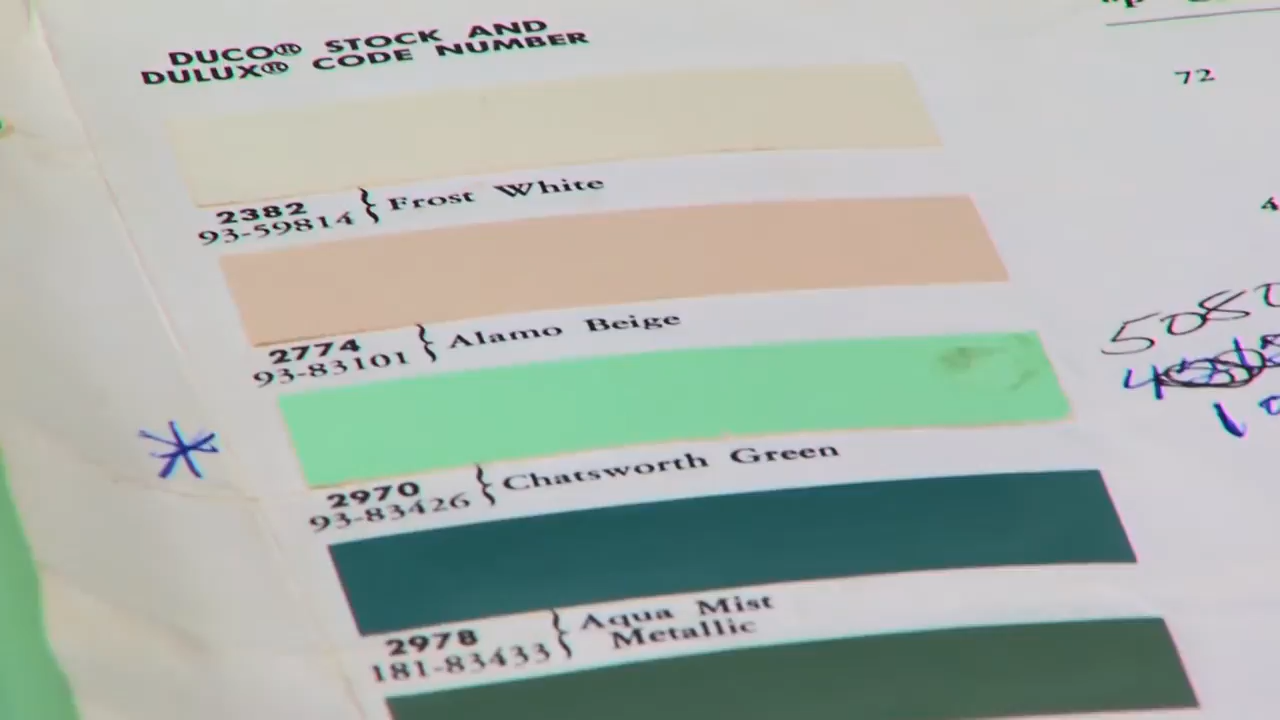 DUCO® STOCK AND
DULUX® CODE NUMBER
72
2382
93-59814 } Frost White
2774
93-83101 } Alamo Beige
2970
93-83426 } Chatsworth Green
2978
181-83433 } Aqua Mist
Metallic